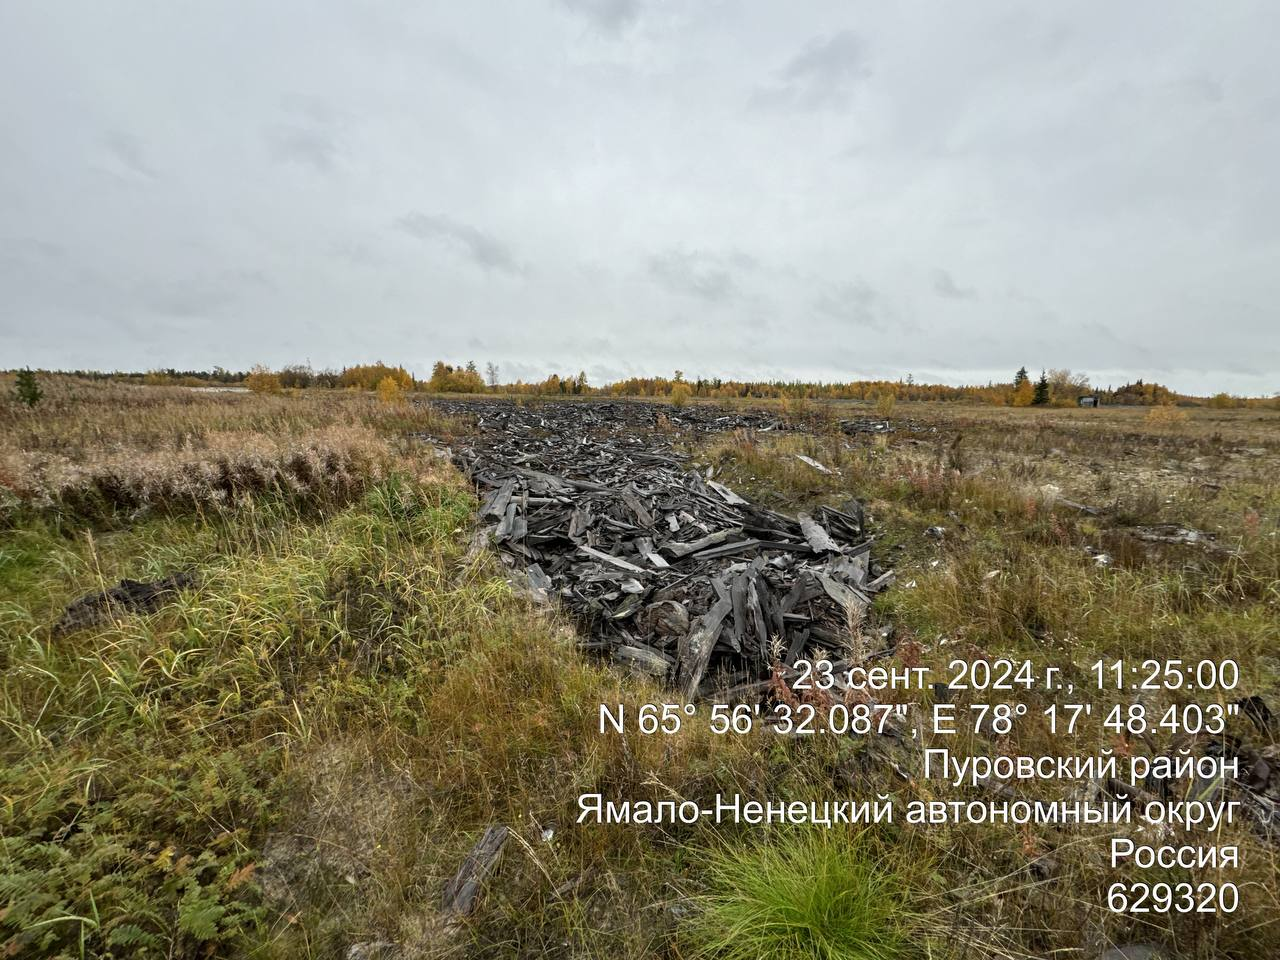 23 сент. 2024 г., 11:25:00
N 65° 56' 32.087", E 78° 17' 48.403"
Пуровский район
Ямало-Ненецкий автономный округ
Россия
629320